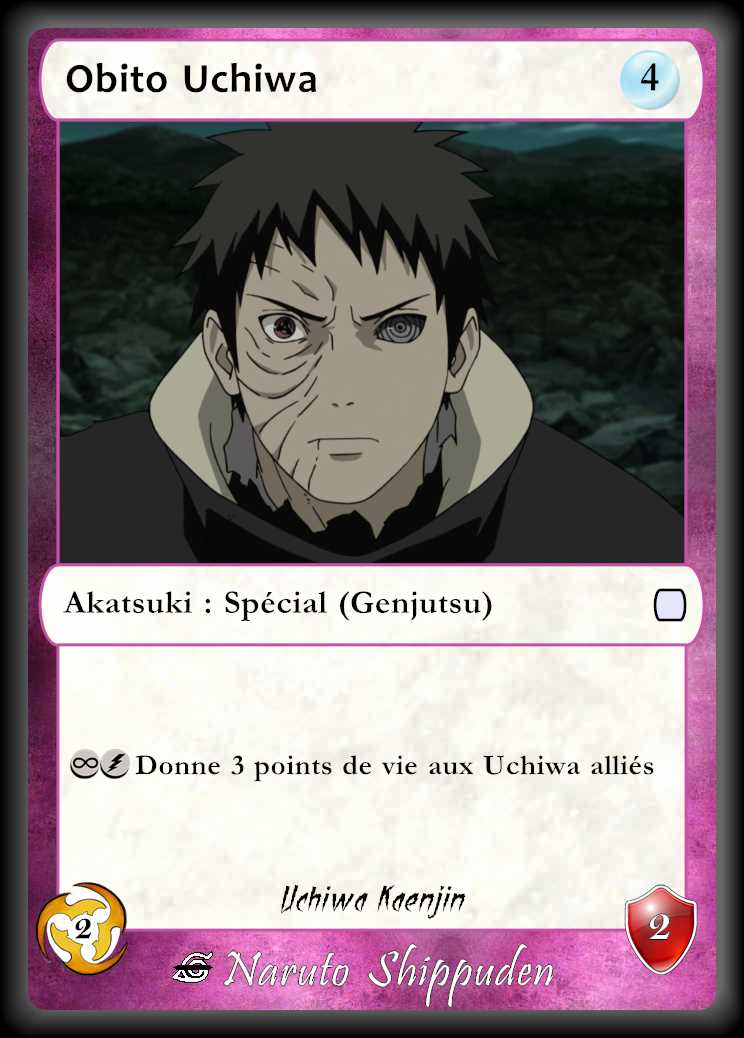 Obito Uchiwa
4
Akatsuki : Spécial (Genjutsu)
∞ Donne 3 points de vie aux Uchiwa alliés
Uchiwa Kaenjin
2
2
Naruto Shippuden